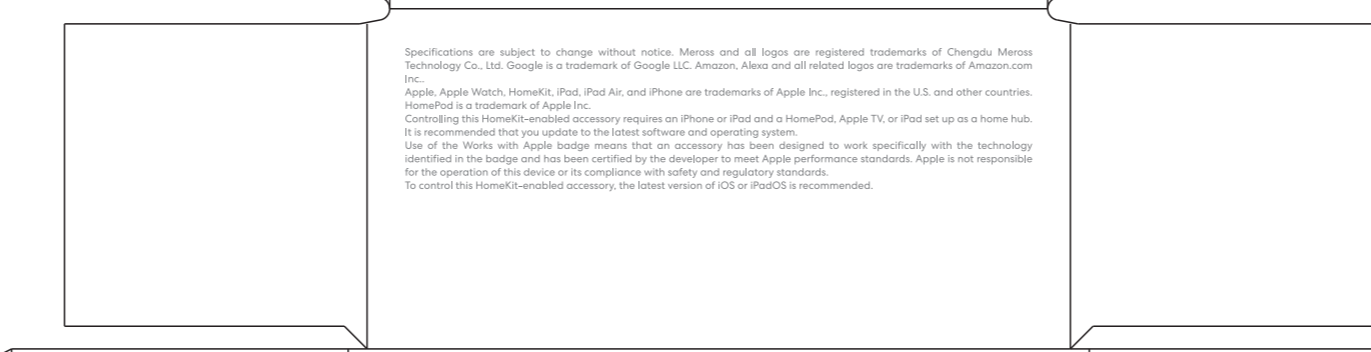 Specifications are subject to change without notice. Meross and all logos are registered trademarks of Chengdu Meross
Technology Co., Ltd. Google is a trademark of Google LLC. Amazon, Alexa and all related logos are trademarks of Amazon.com
Inc..
Apple, Apple Watch, HomeKit, iPad, iPad Air, and iPhone are trademarks of Apple Inc., registered in the U.S. and other countries.
HomePod is a trademark of Apple Inc.
Controlling this HomeKit-enabled accessory requires an iPhone or iPad and a HomePod, Apple TV, or iPad set up as a home hub.
It is recommended that you update to the latest software and operating system.
Use of the Works with Apple badge means that an accessory has been designed to work specifically with the technology
identified in the badge and has been certified by the developer to meet Apple performance standards. Apple is not responsible
for the operation of this device or its compliance with safety and regulatory standards.
To control this HomeKit-enabled accessory, the latest version of iOS or iPadOS is recommended.